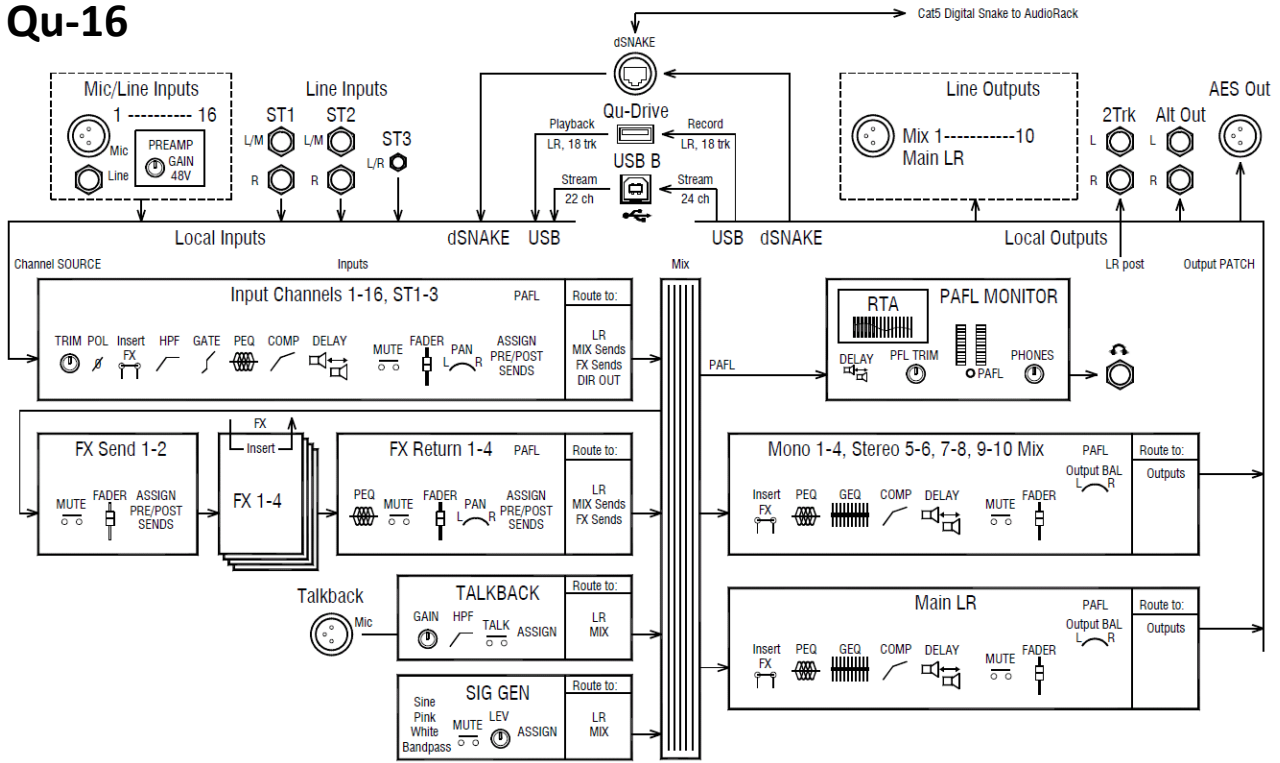 Qu-16
Cat5 Digital Snake to AudioRack
dSNAKE
Mic/Line Inputs
1 ---------- 16
Mic
Line
PREAMP
GAIN
48V
Line Inputs
ST1
ST2
ST3
L/M
L/M
L/R
R
R
Qu-Drive
Playback
LR, 18 trk
Record
LR, 18 trk
USB B
Stream
22 ch
Stream
24 ch
Line Outputs
Mix 1----------10
Main LR
2Trk
Alt Out
AES Out
L
L
R
R
Local Inputs
dSNAKE
USB
USB
dSNAKE
Local Outputs
Channel SOURCE
Inputs
Mix
LR post
Output PATCH
Input Channels 1-16, ST1-3
PAFL
Route to:
TRIM
POL
Insert
FX
HPF
GATE
PEQ
COMP
DELAY
MUTE
FADER
L PAN R
ASSIGN
PRE/POST
SENDS
LR
MIX Sends
FX Sends
DIR OUT
PAFL
RTA
PAFL MONITOR
DELAY
PFL TRIM
PAFL
PHONES
FX Send 1-2
MUTE
FADER
ASSIGN
PRE/POST
SENDS
FX
Insert
FX 1-4
FX Return 1-4
PAFL
Route to:
PEQ
MUTE
FADER
L PAN R
ASSIGN
PRE/POST
SENDS
LR
MIX Sends
FX Sends
Mono 1-4, Stereo 5-6, 7-8, 9-10 Mix
PAFL
Route to:
Insert
FX
PEQ
GEQ
COMP
DELAY
MUTE
FADER
Output BAL
L R
Outputs
Talkback
Mic
TALKBACK
Route to:
GAIN
HPF
TALK
ASSIGN
LR
MIX
Main LR
PAFL
Route to:
Insert
FX
PEQ
GEQ
COMP
DELAY
MUTE
FADER
Output BAL
L R
Outputs
SIG GEN
Route to:
Sine
Pink
White
Bandpass
MUTE
LEV
ASSIGN
LR
MIX